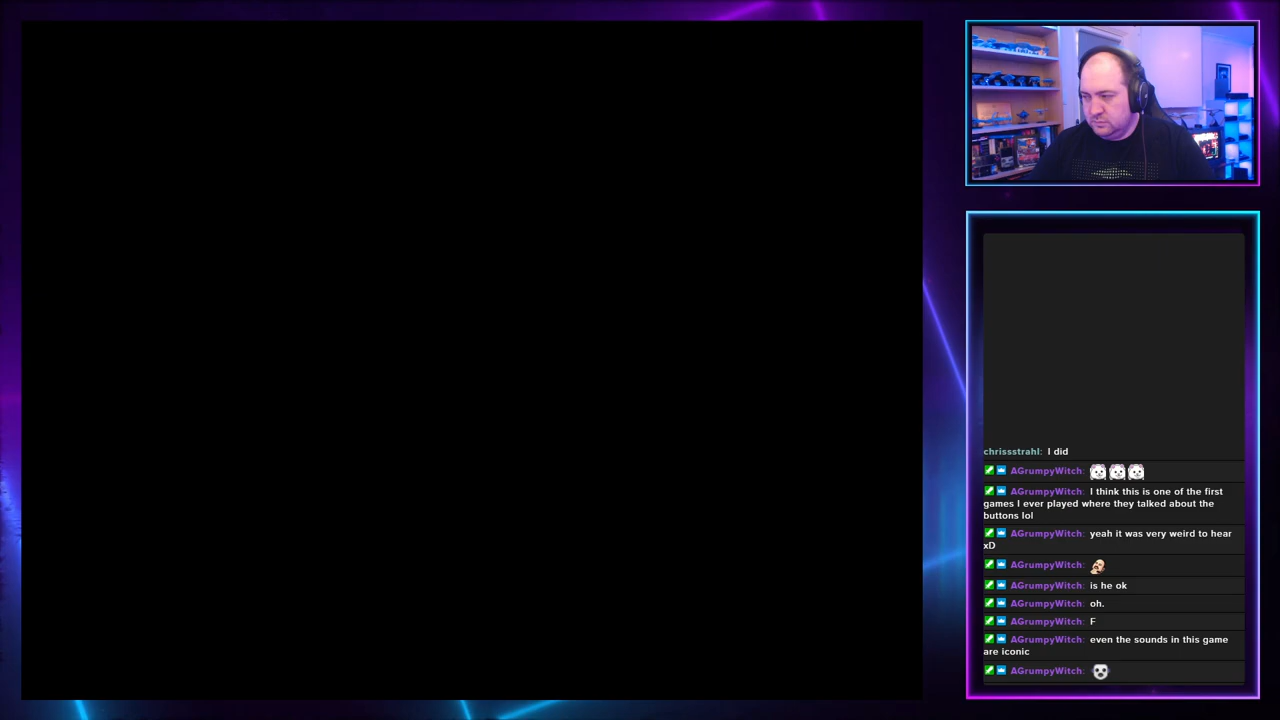 chrissstrahl: I did
AGrumpyWitch:
AGrumpyWitch: I think this is one of the first
games I ever played where they talked about the
buttons lol
AGrumpyWitch: yeah it was very weird to hear
xD
AGrumpyWitch:
AGrumpyWitch: is he ok
AGrumpyWitch: oh.
AGrumpyWitch: F
AGrumpyWitch: even the sounds in this game
are iconic
AGrumpyWitch: